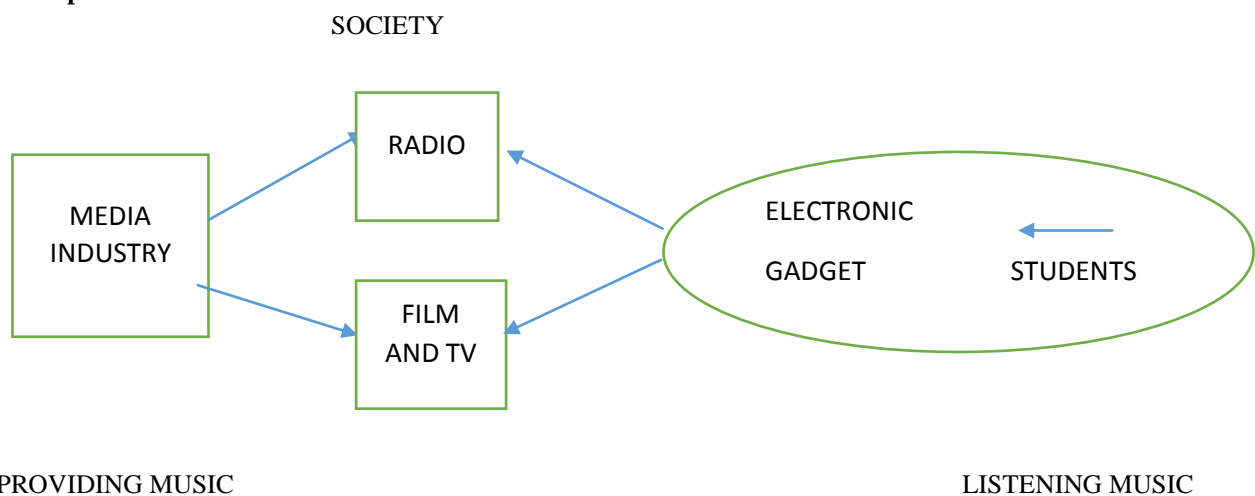 SOCIETY
RADIO
MEDIA
INDUSTRY
ELECTRONIC
GADGET
STUDENTS
FILM
AND TV
PROVIDING MUSIC
LISTENING MUSIC